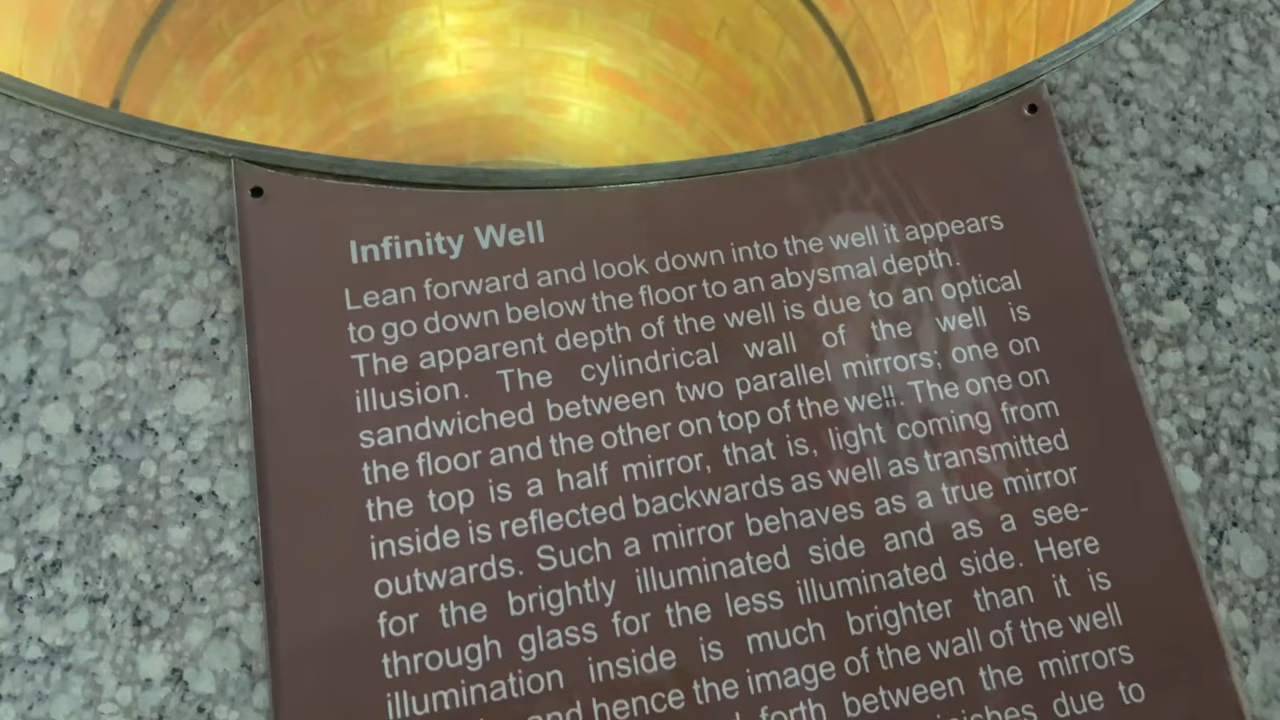 Infinity Well
Lean forward and look down into the well it appears
to go down below the floor to an abysmal depth.
The apparent depth of the well is due to an optical
illusion. The cylindrical wall of the well is
sandwiched between two parallel mirrors; one on
the floor and the other on top of the well. The one on
the top is a half mirror, that is, light coming from
inside is reflected backwards as well as transmitted
outwards. Such a mirror behaves as a true mirror
for the brightly illuminated side and as a see-
through glass for the less illuminated side. Here
illumination inside is much brighter than it is
and hence the image of the wall of the well
forth between the mirrors
due to